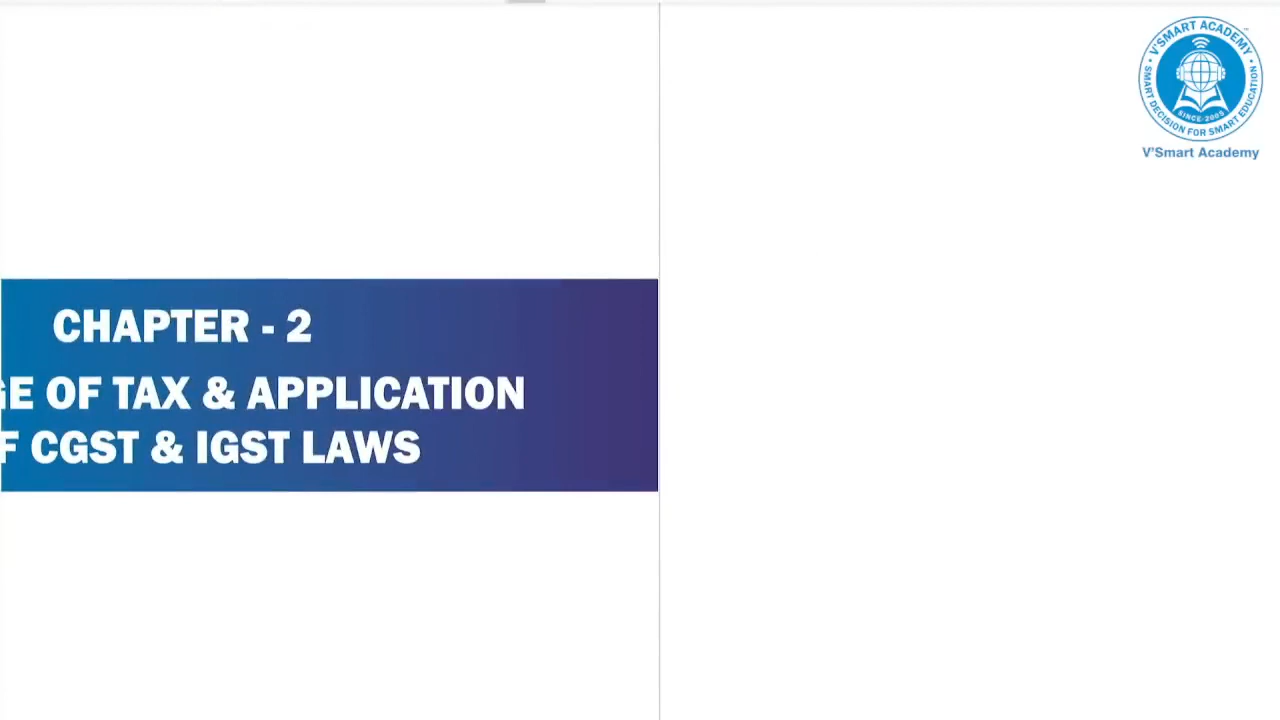 CHAPTER - 2
GE OF TAX & APPLICATION
F CGST & IGST LAWS
V'SMART ACADEMY
SMART DECISION FOR SMART EDUCATION
SINCE-2005
V'Smart Academy